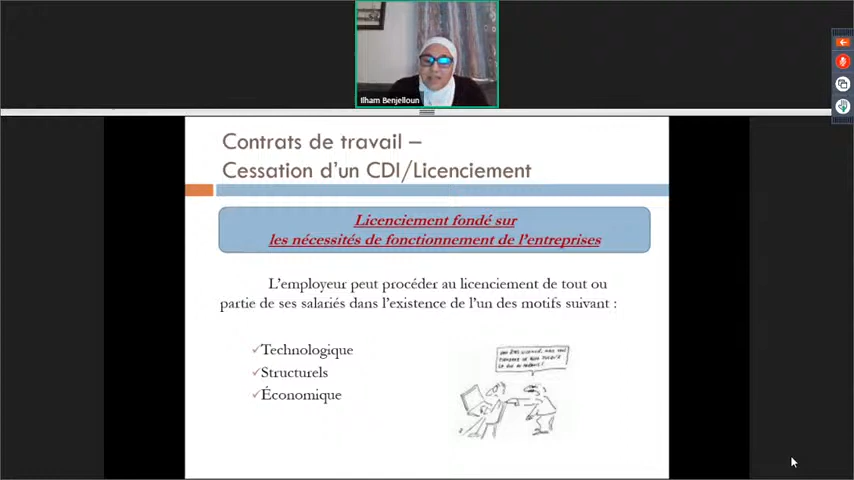 Ilham Benjelloun
Contrats de travail –
Cessation d'un CDI/Licenciement
Licenciement fondé sur
les nécessités de fonctionnement de l'entreprises
L'employeur peut procéder au licenciement de tout ou
partie de ses salariés dans l'existence de l'un des motifs suivant :
✓Technologique
✓Structurels
✓Économique